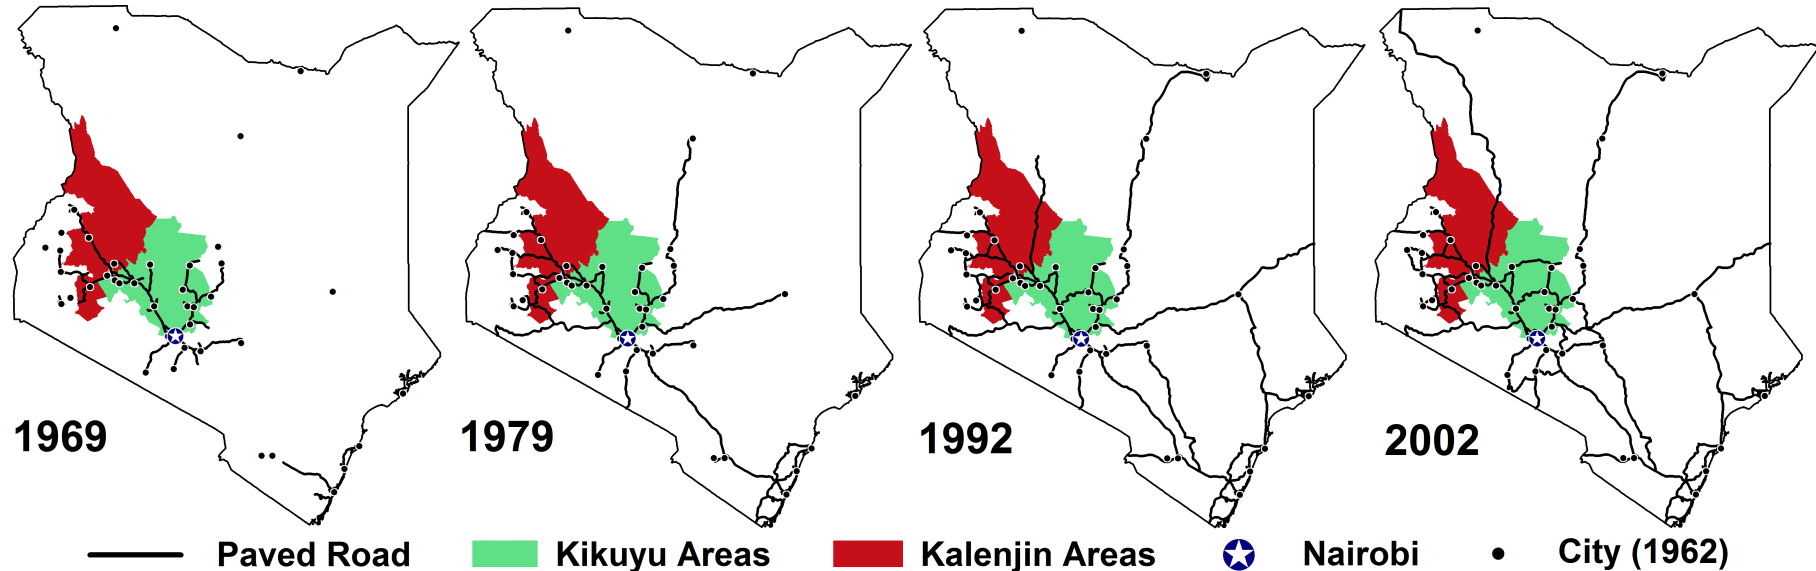 1969
1979
1992
2002
Paved Road
Kikuyu Areas
Kalenjin Areas
Nairobi
City (1962)